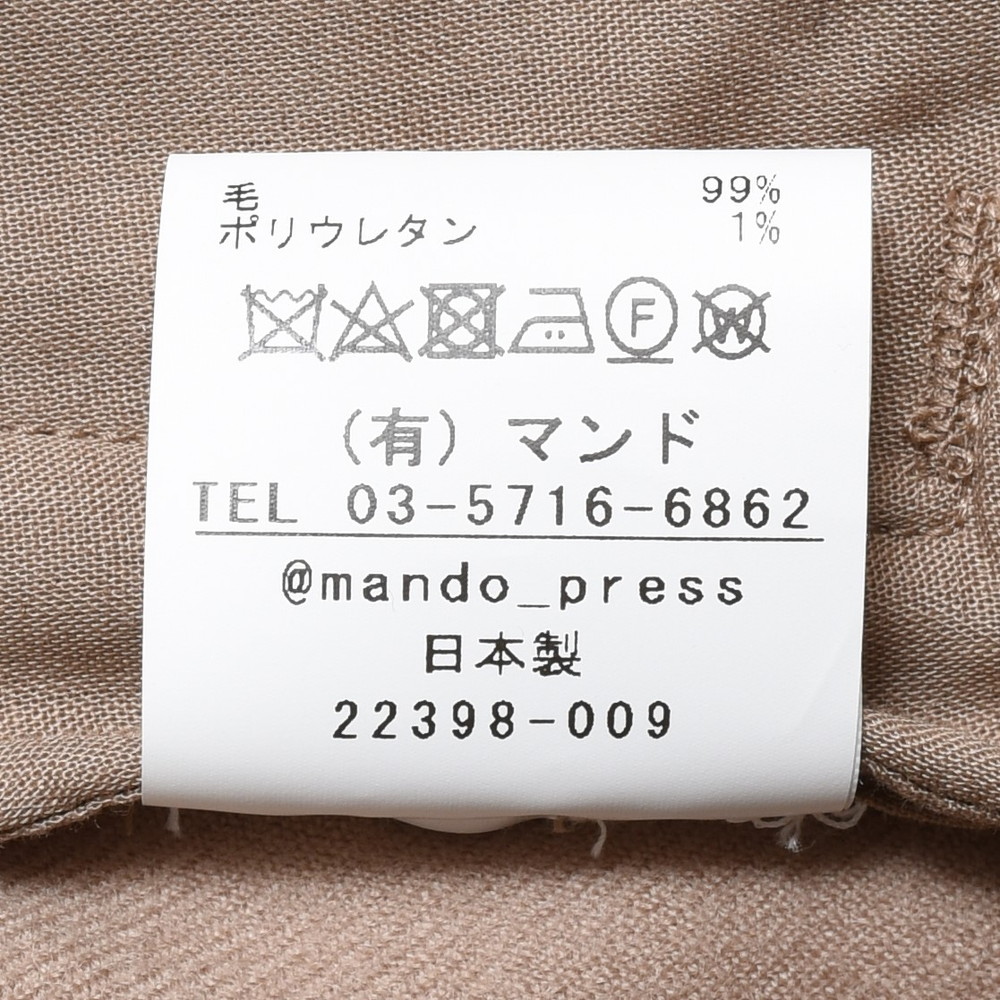 毛 99%
ポリウレタン 1%
F W
(有) マンド
TEL 03-5716-6862
@mando_press
日本製
22398-009